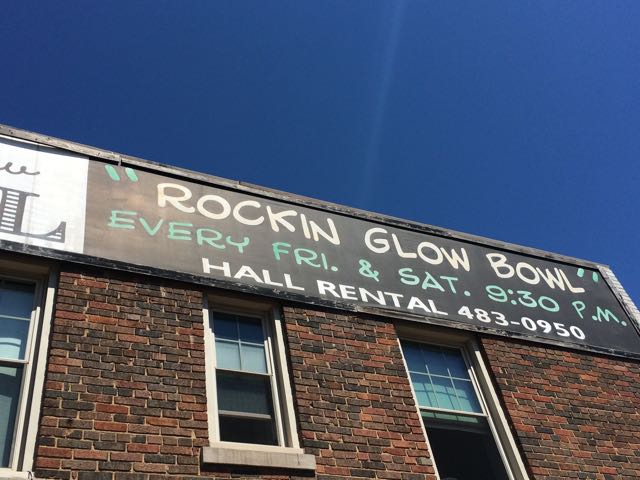 "ROCKIN GLOW BOWL"
EVERY FRI. & SAT. 9:30 P.M.
HALL RENTAL 483-0950